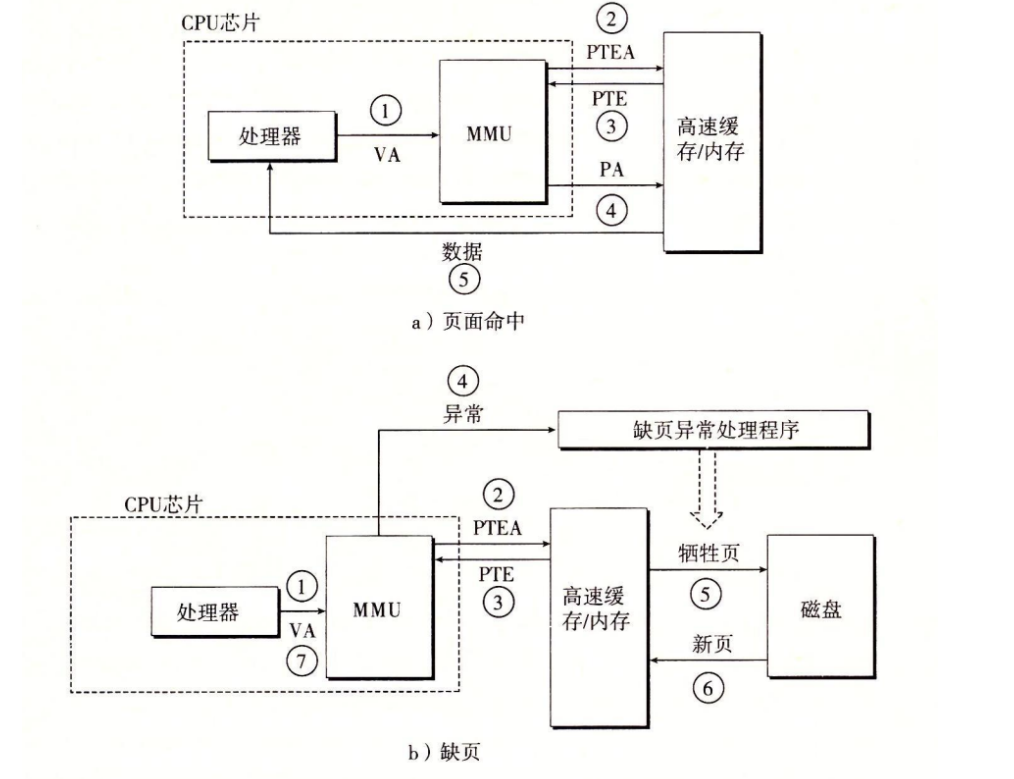 CPU芯片
②
PTEA
处理器
①
VA
MMU
PTE
③
高速缓
存/内存
PA
④
数据
⑤
a）页面命中
④
异常
缺页异常处理程序
CPU芯片
②
PTEA
处理器
①
VA
⑦
MMU
PTE
③
高速缓
存/内存
牺牲页
⑤
磁盘
新页
⑥
b）缺页